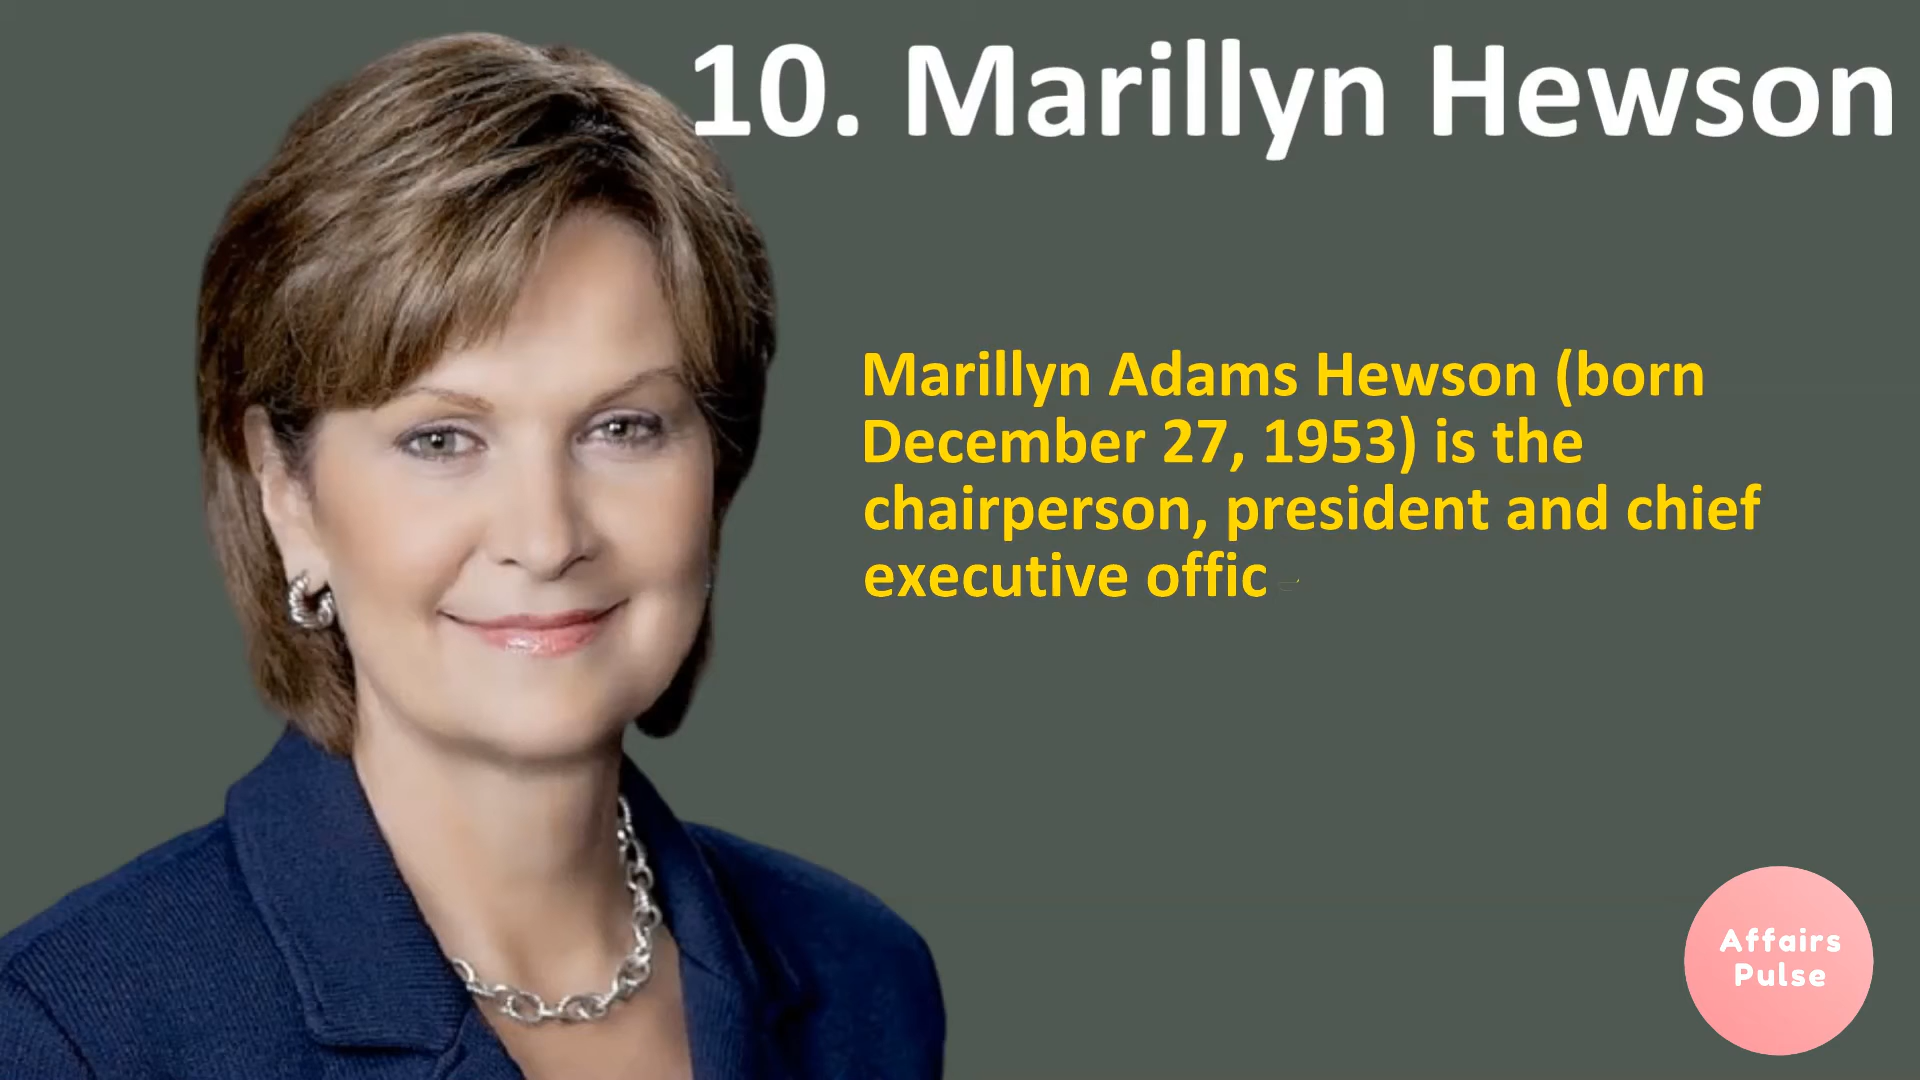 10. Marillyn Hewson
Marillyn Adams Hewson (born
December 27, 1953) is the
chairperson, president and chief
executive offic
Affairs
Pulse